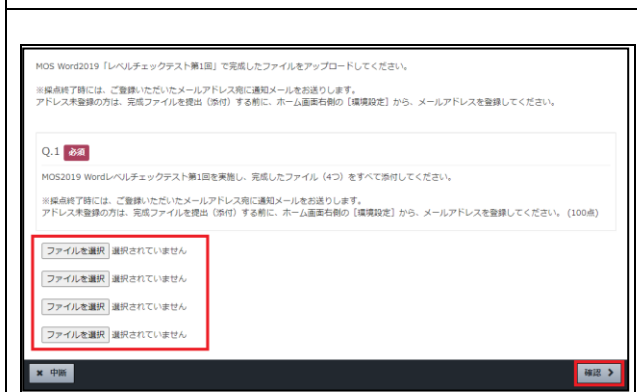 MOS Word2019「レベルチェックテスト第1回」で完成したファイルをアップロードしてください。
※採点終了時には、ご登録いただいたメールアドレス宛に通知メールをお送りします。
アドレス未登録の方は、完成ファイルを提出（添付）する前に、ホーム画面右側の［環境設定］から、メールアドレスを登録してください。
Q.1 必須
MOS2019 Wordレベルチェックテスト第1回を実施し、完成したファイル（4つ）をすべて添付してください。
※採点終了時には、ご登録いただいたメールアドレス宛に通知メールをお送りします。
アドレス未登録の方は、完成ファイルを提出（添付）する前に、ホーム画面右側の［環境設定］から、メールアドレスを登録してください。 (100点)
ファイルを選択 選択されていません
ファイルを選択 選択されていません
ファイルを選択 選択されていません
ファイルを選択 選択されていません
× 中断 確認 >